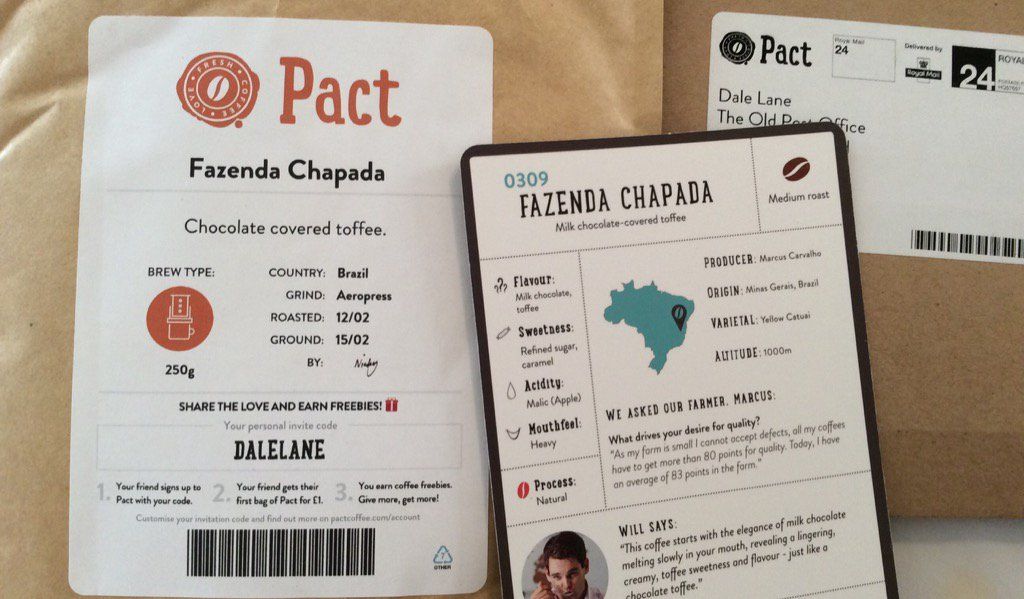 FRESH COFFEE LOVE
Pact
Fazenda Chapada
Chocolate covered toffee.
BREW TYPE:
250g
COUNTRY: Brazil
GRIND: Aeropress
ROASTED: 12/02
GROUND: 15/02
BY:
SHARE THE LOVE AND EARN FREEBIES!
Your personal invite code
DALELANE
1. Your friend signs up to
Pact with your code.
2. Your friend gets their
first bag of Pact for £1.
3. You earn coffee freebies.
Give more, get more!
Customise your invitation code and find out more on pactcoffee.com/account
7
OTHER
0309
FAZENDA CHAPADA
Milk chocolate-covered toffee
Medium roast
Flavour:
Milk chocolate,
toffee
Sweetness:
Refined sugar,
caramel
Acidity:
Malic (Apple)
Mouthfeel:
Heavy
Process:
Natural
PRODUCER: Marcus Carvalho
ORIGIN: Minas Gerais, Brazil
VARIETAL: Yellow Catuai
ALTITUDE: 1000m
WE ASKED OUR FARMER, MARCUS:
What drives your desire for quality?
"As my form is small I cannot accept defects, all my coffees
have to get more than 80 points for quality. Today, I have
an average of 83 points in the form."
WILL SAYS:
"This coffee starts with the elegance of milk chocolate
melting slowly in your mouth, revealing a lingering,
creamy, toffee sweetness and flavour - just like a
chocolate toffee."
Pact
Royal Mail
24
Delivered by
Royal Mail
24
Dale Lane
The Old Post Office